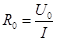 R₀ = U₀/I